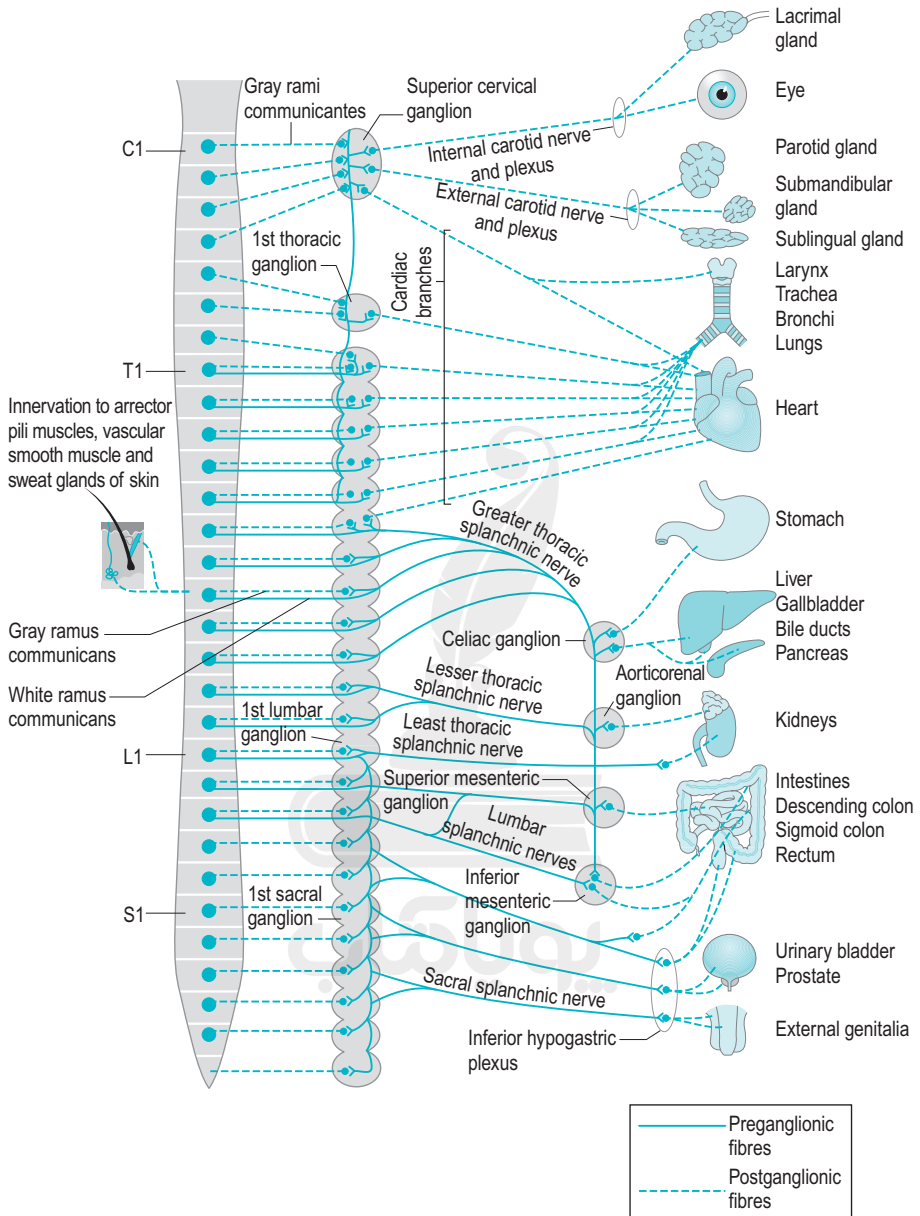 Lacrimal
gland
Gray rami
communicantes
Superior cervical
ganglion
Eye
C1
Internal carotid nerve
and plexus
Parotid gland
External carotid nerve
and plexus
Submandibular
gland
Sublingual gland
1st thoracic
ganglion
Cardiac
branches
Larynx
Trachea
Bronchi
Lungs
T1
Innervation to arrector
pili muscles, vascular
smooth muscle and
sweat glands of skin
Heart
Greater thoracic
splanchnic nerve
Stomach
Liver
Gallbladder
Bile ducts
Pancreas
Gray ramus
communicans
Celiac ganglion
Aorticorenal
ganglion
White ramus
communicans
Lesser thoracic
splanchnic nerve
1st lumbar
ganglion
Least thoracic
splanchnic nerve
Kidneys
L1
Superior mesenteric
ganglion
Lumbar
splanchnic nerves
Intestines
Descending colon
Sigmoid colon
Rectum
1st sacral
ganglion
Inferior
mesenteric
ganglion
S1
Urinary bladder
Prostate
Sacral splanchnic nerve
Inferior hypogastric
plexus
External genitalia
Preganglionic
fibres
Postganglionic
fibres